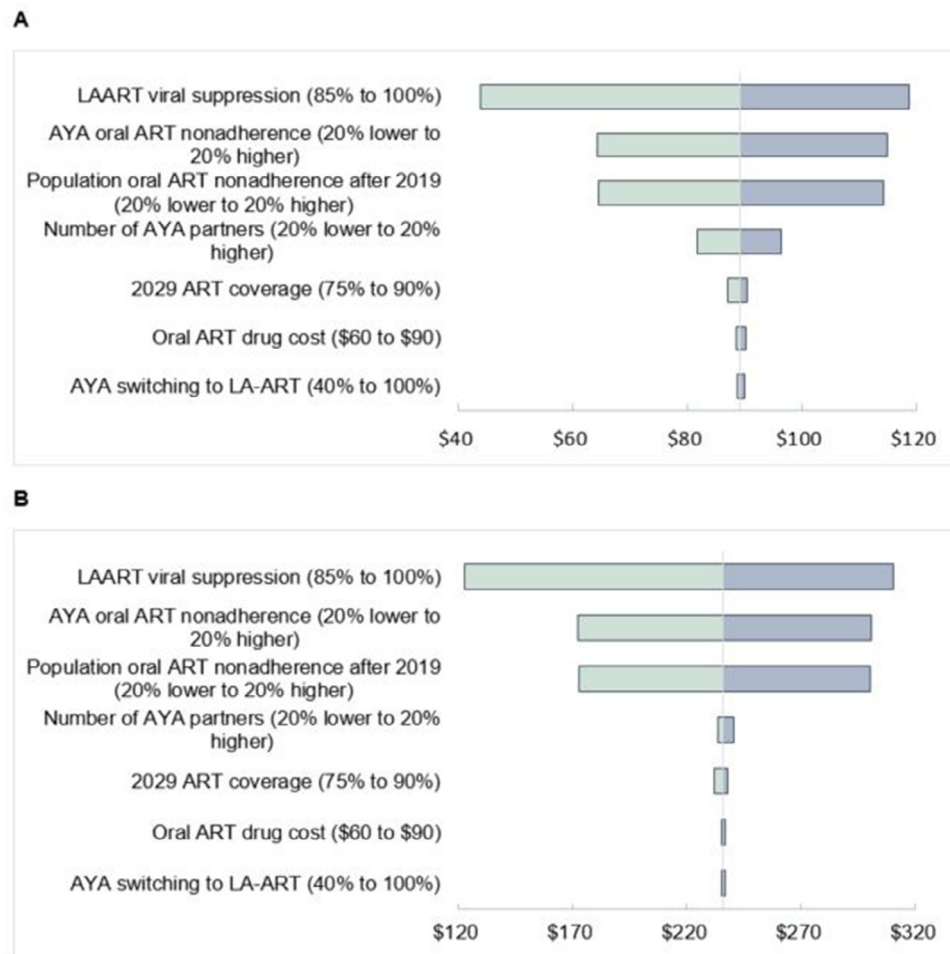 A
LAART viral suppression (85% to 100%)
AYA oral ART nonadherence (20% lower to
20% higher)
Population oral ART nonadherence after 2019
(20% lower to 20% higher)
Number of AYA partners (20% lower to 20%
higher)
2029 ART coverage (75% to 90%)
Oral ART drug cost ($60 to $90)
AYA switching to LA-ART (40% to 100%)
$40 $60 $80 $100 $120
B
LAART viral suppression (85% to 100%)
AYA oral ART nonadherence (20% lower to
20% higher)
Population oral ART nonadherence after 2019
(20% lower to 20% higher)
Number of AYA partners (20% lower to 20%
higher)
2029 ART coverage (75% to 90%)
Oral ART drug cost ($60 to $90)
AYA switching to LA-ART (40% to 100%)
$120 $170 $220 $270 $320